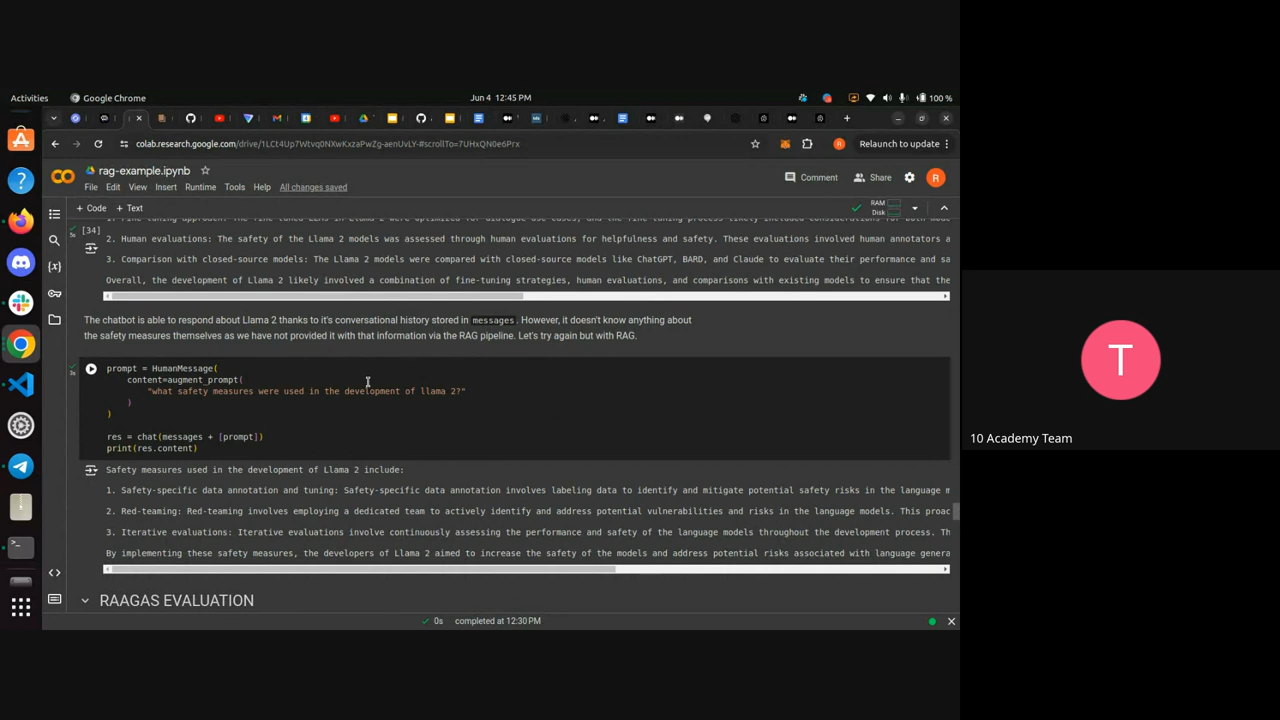 Activities
Google Chrome
Jun 4 12:45 PM
100 %
colab.research.google.com/drive/1LCt4Up7Wtvq0NXwKxzaPwZg-aenUvLY-#scrollTo=7UHxQN0e6Prx
Relaunch to update
rag-example.ipynb
File Edit View Insert Runtime Tools Help All changes saved
Comment
Share
R
+ Code + Text
RAM
Disk
[34]
2. Human evaluations: The safety of the Llama 2 models was assessed through human evaluations for helpfulness and safety. These evaluations involved human annotators a
3. Comparison with closed-source models: The Llama 2 models were compared with closed-source models like ChatGPT, BARD, and Claude to evaluate their performance and sa
Overall, the development of Llama 2 likely involved a combination of fine-tuning strategies, human evaluations, and comparisons with existing models to ensure that the
The chatbot is able to respond about Llama 2 thanks to it's conversational history stored in messages. However, it doesn't know anything about
the safety measures themselves as we have not provided it with that information via the RAG pipeline. Let's try again but with RAG.
prompt = HumanMessage(
content=augment_prompt(
"what safety measures were used in the development of llama 2?"
)
)
res = chat(messages + [prompt])
print(res.content)
Safety measures used in the development of Llama 2 include:
1. Safety-specific data annotation and tuning: Safety-specific data annotation involves labeling data to identify and mitigate potential safety risks in the language m
2. Red-teaming: Red-teaming involves employing a dedicated team to actively identify and address potential vulnerabilities and risks in the language models. This proac
3. Iterative evaluations: Iterative evaluations involve continuously assessing the performance and safety of the language models throughout the development process. Th
By implementing these safety measures, the developers of Llama 2 aimed to increase the safety of the models and address potential risks associated with language genera
RAAGAS EVALUATION
0s completed at 12:30 PM
T
10 Academy Team